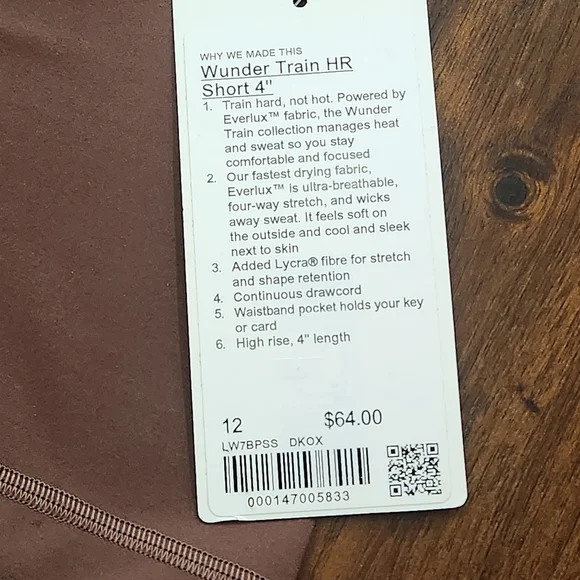 WHY WE MADE THIS
Wunder Train HR
Short 4"
1. Train hard, not hot. Powered by
Everlux™ fabric, the Wunder
Train collection manages heat
and sweat so you stay
comfortable and focused
2. Our fastest drying fabric,
Everlux™ is ultra-breathable,
four-way stretch, and wicks
away sweat. It feels soft on
the outside and cool and sleek
next to skin
3. Added Lycra® fibre for stretch
and shape retention
4. Continuous drawcord
5. Waistband pocket holds your key
or card
6. High rise, 4" length
12 $64.00
LW7BPSS DKOX
000147005833